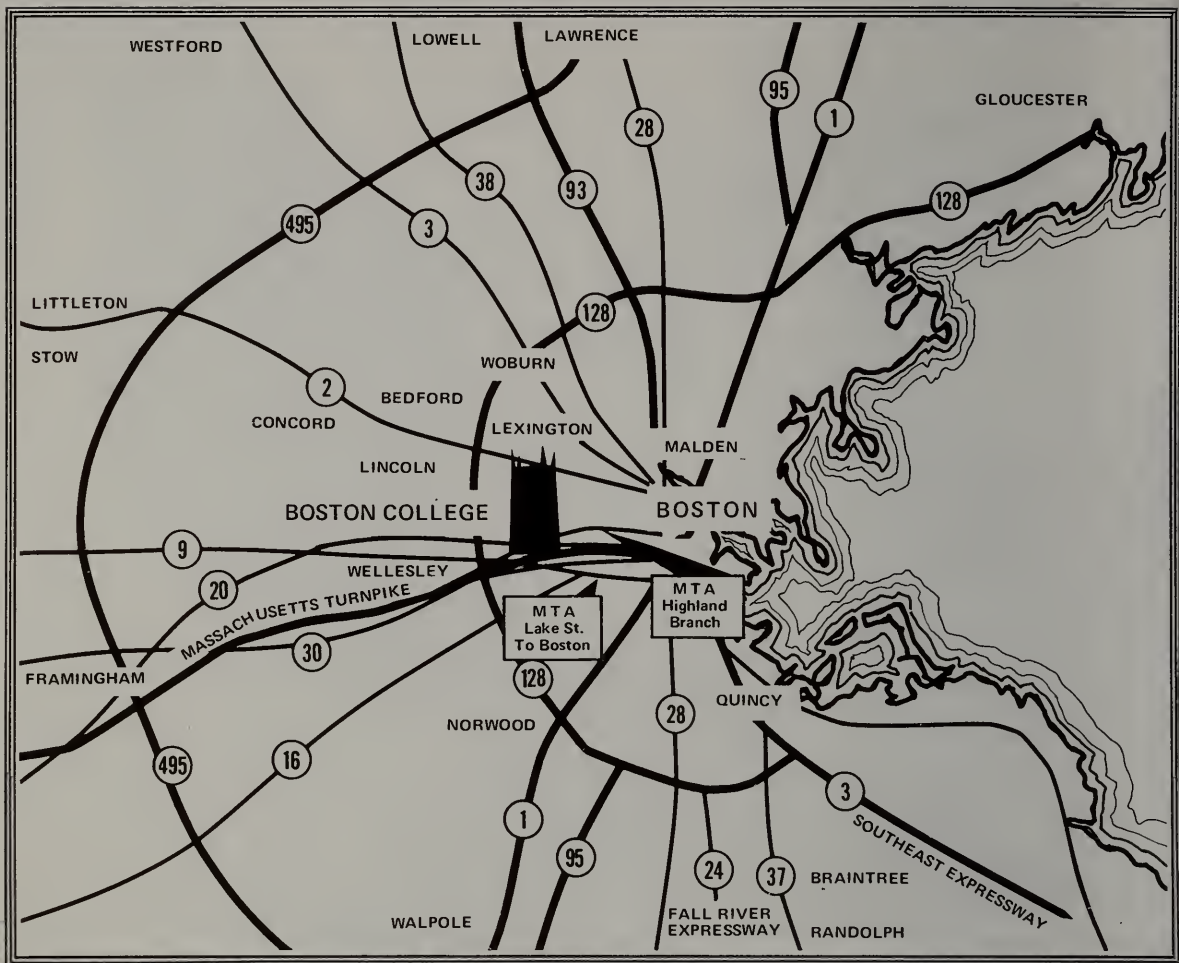 WESTFORD
LOWELL
LAWRENCE
95
1
GLOUCESTER
28
38
93
128
495
3
LITTLETON
128
STOW
WOBURN
2
BEDFORD
CONCORD
LEXINGTON
MALDEN
LINCOLN
BOSTON COLLEGE
BOSTON
9
20
WELLESLEY
MASSACHUSETTS TURNPIKE
MTA
Lake St.
To Boston
MTA
Highland
Branch
30
FRAMINGHAM
128
QUINCY
NORWOOD
28
495
16
1
3
SOUTHEAST EXPRESSWAY
95
24
37
BRAINTREE
WALPOLE
FALL RIVER
EXPRESSWAY
RANDOLPH